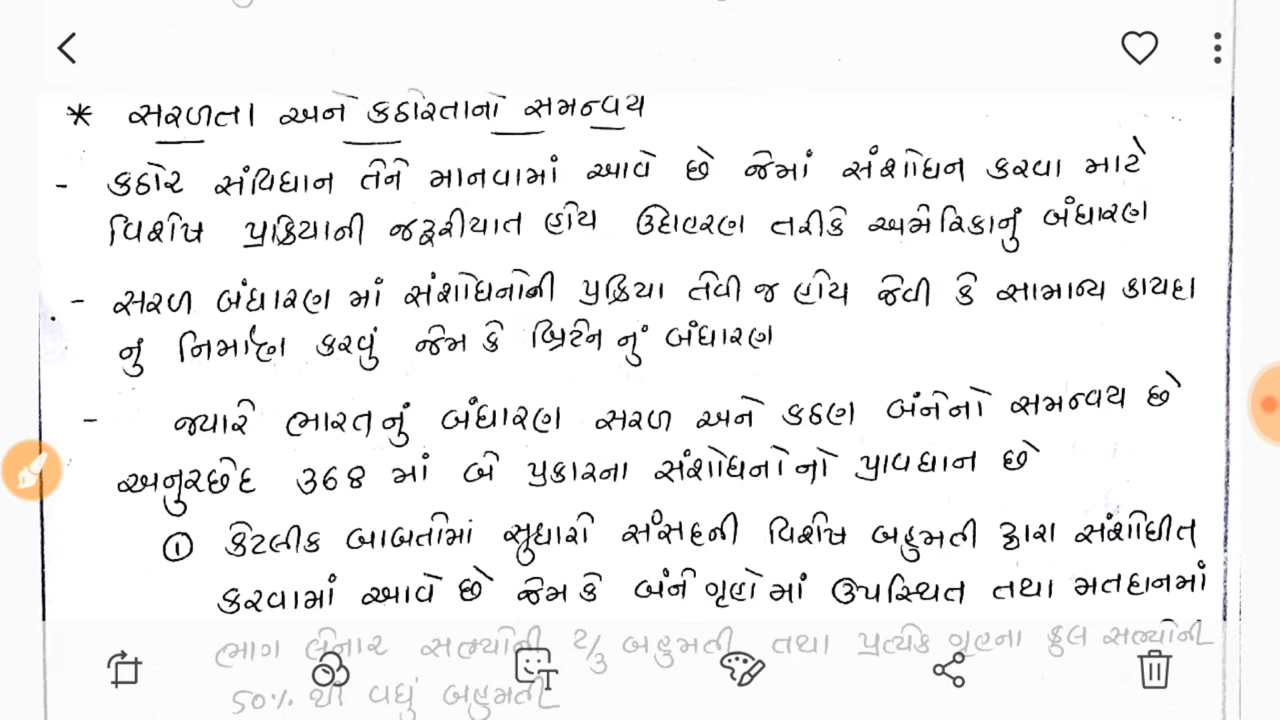 * સરળતા અને કઠોરતાનો સમન્વય
- કઠોર સંવિધાન તેને માનવામાં આવે છે જેમાં સંશોધન કરવા માટે
વિશેષ પ્રક્રિયાની જરૂરીયાત હોય ઉદાહરણ તરીકે અમેરિકાનું બંધારણ
- સરળ બંધારણ માં સંશોધનોની પ્રક્રિયા તેવી જ હોય જેવી કે સામાન્ય કાયદા
નું નિર્માણ કરવું જેમ કે બ્રિટન નું બંધારણ
- જ્યારે ભારતનું બંધારણ સરળ અને કઠણ બંનેનો સમન્વય છે
અનુચ્છેદ 368 માં બે પ્રકારના સંશોધનોનો પ્રાવધાન છે
① કેટલીક બાબતોમાં સુધારો સંસદની વિશેષ બહુમતી દ્વારા સંશોધીત
કરવામાં આવે છે જેમ કે બંને ગૃહો માં ઉપસ્થિત તથા મતદાનમાં
ભાગ લેનાર સભ્યોની 2/3 બહુમતી તથા પ્રત્યેક ગૃહના કુલ સભ્યોની
50% થી વધું બહુમતી